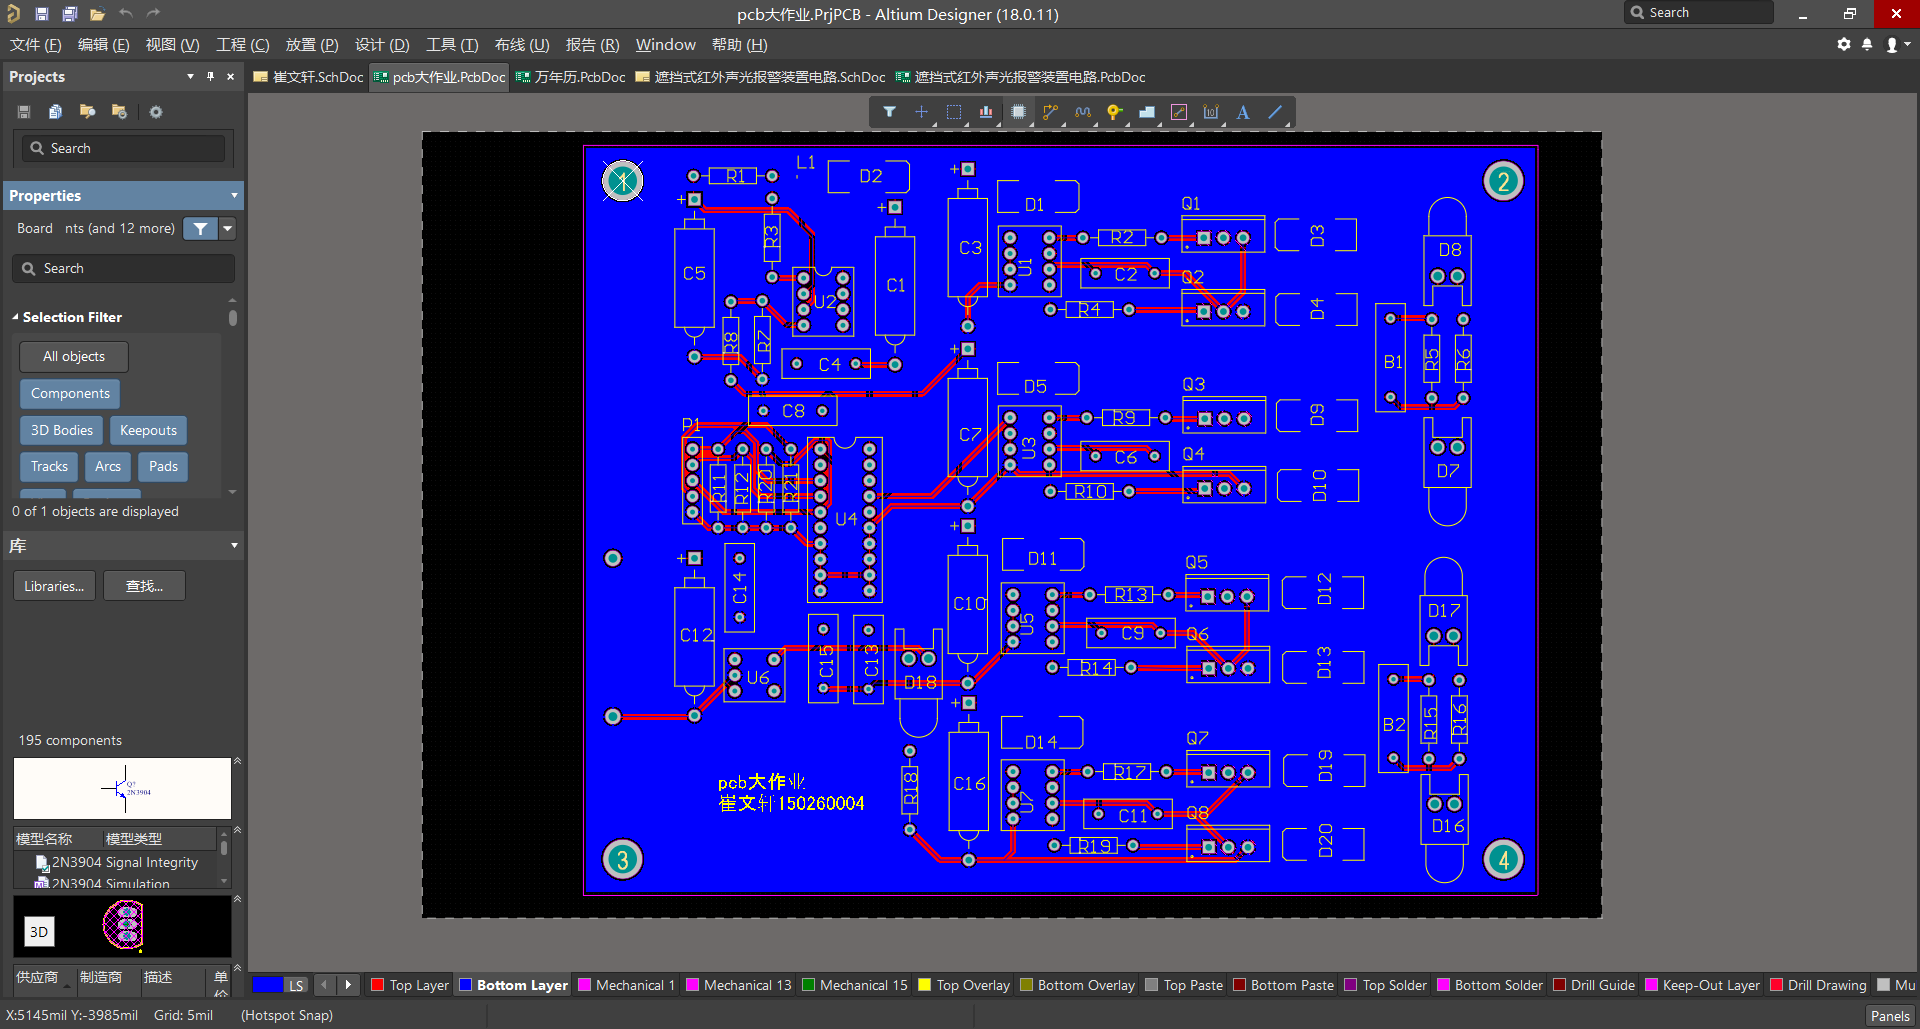 pcb大作业.PrjPCB - Altium Designer (18.0.11)
Search
文件 (F) 编辑 (E) 视图 (V) 工程 (C) 放置 (P) 设计 (D) 工具 (T) 布线 (U) 报告 (R) Window 帮助 (H)
Projects
崔文轩.SchDoc pcb大作业.PcbDoc 万年历.PcbDoc 遮挡式红外声光报警装置电路.SchDoc 遮挡式红外声光报警装置电路.PcbDoc
Search
Properties
Board nts (and 12 more)
Search
Selection Filter
All objects
Components
3D Bodies Keepouts
Tracks Arcs Pads
0 of 1 objects are displayed
库
Libraries... 查找...
195 components
Q?
2N3904
模型名称 模型类型
2N3904 Signal Integrity
2N3904 Simulation
3D
供应商 制造商 描述 单价
1 R1 L1 D2 D1 Q1 2
C5 R3 C1 C3 U1 R2 D3 D8
U2 C2 Q2
R4 D4
R8 R7 C4 B1 R5 R6
C8 D5 Q3
P1 C7 U3 R9 D9
R11 R12 R20 R21 U4 C6 Q4 D7
R10 D10
C14 D11 Q5
C12 C10 U5 R13 D12 D17
C9 Q6
U6 C15 C13 D18 R14 D13
B2 R15 R16
D14 Q7
R18 C16 U7 R17 D19
pcb大作业
崔文轩150260004
C11 Q8 D16
3 R19 D20 4
LS Top Layer Bottom Layer Mechanical 1 Mechanical 13 Mechanical 15 Top Overlay Bottom Overlay Top Paste Bottom Paste Top Solder Bottom Solder Drill Guide Keep-Out Layer Drill Drawing Mu
X:5145mil Y:-3985mil Grid: 5mil (Hotspot Snap) Panels